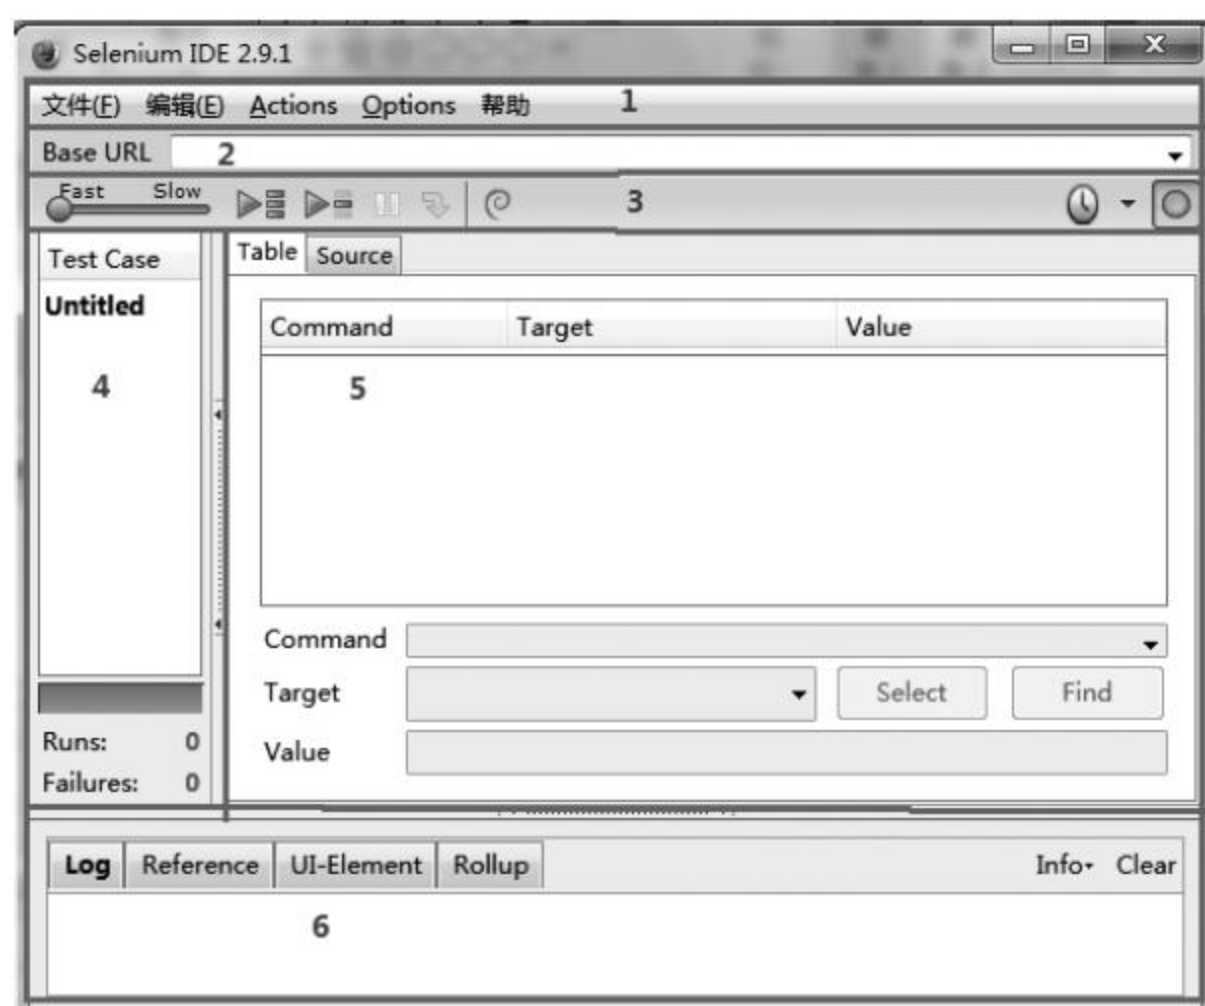 Selenium IDE 2.9.1
文件(F) 编辑(E) Actions Options 帮助 1
Base URL 2
Fast Slow 3
Test Case
Untitled
4
Table Source
Command Target Value
5
Command
Target Select Find
Value
Runs: 0
Failures: 0
Log Reference UI-Element Rollup Info Clear
6